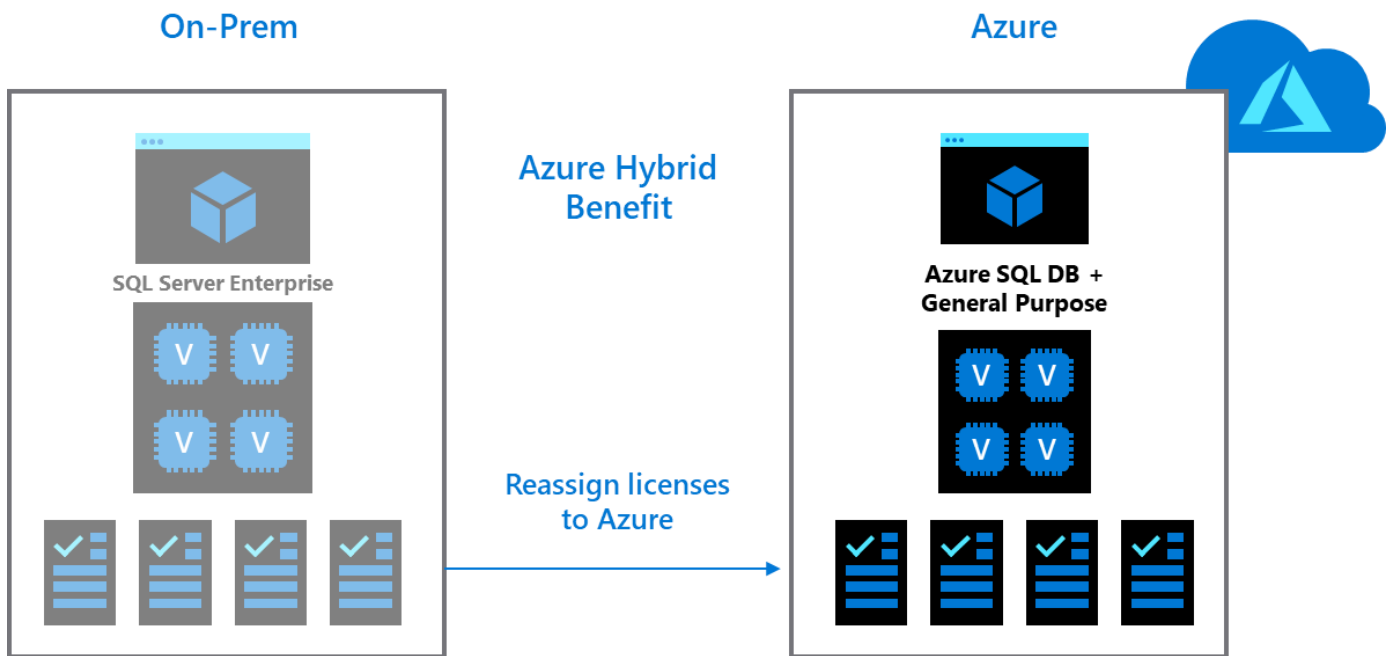 On-Prem
Azure
Azure Hybrid
Benefit
SQL Server Enterprise
V V
V V
Azure SQL DB +
General Purpose
V V
V V
Reassign licenses
to Azure